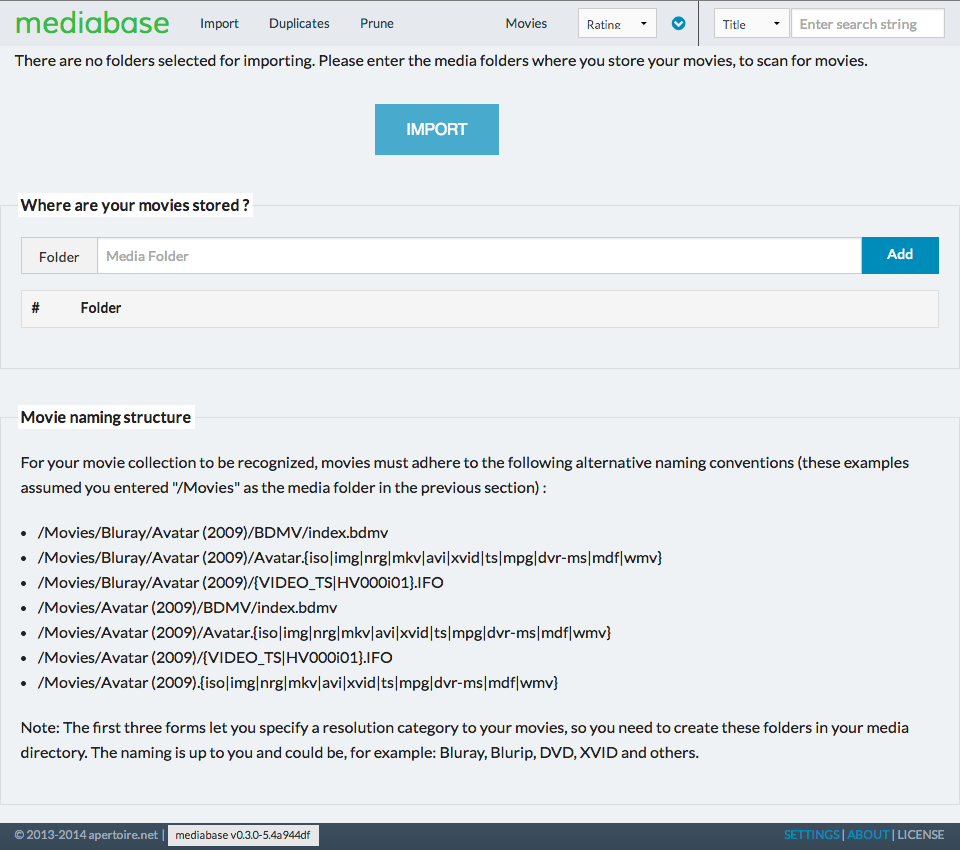 mediabase Import Duplicates Prune Movies Rating Title Enter search string
There are no folders selected for importing. Please enter the media folders where you store your movies, to scan for movies.
IMPORT
Where are your movies stored ?
Folder Media Folder Add
# Folder
Movie naming structure
For your movie collection to be recognized, movies must adhere to the following alternative naming conventions (these examples
assumed you entered "/Movies" as the media folder in the previous section) :
• /Movies/Bluray/Avatar (2009)/BDMV/index.bdmv
• /Movies/Bluray/Avatar (2009)/Avatar.{iso|img|nrg|mkv|avi|xvid|ts|mpg|dvr-ms|mdf|wmv}
• /Movies/Bluray/Avatar (2009)/{VIDEO_TS|HV000i01}.IFO
• /Movies/Avatar (2009)/BDMV/index.bdmv
• /Movies/Avatar (2009)/Avatar.{iso|img|nrg|mkv|avi|xvid|ts|mpg|dvr-ms|mdf|wmv}
• /Movies/Avatar (2009)/{VIDEO_TS|HV000i01}.IFO
• /Movies/Avatar (2009).{iso|img|nrg|mkv|avi|xvid|ts|mpg|dvr-ms|mdf|wmv}
Note: The first three forms let you specify a resolution category to your movies, so you need to create these folders in your media
directory. The naming is up to you and could be, for example: Bluray, Blurip, DVD, XVID and others.
© 2013-2014 apertoire.net | mediabase v0.3.0-5.4a944df SETTINGS | ABOUT | LICENSE